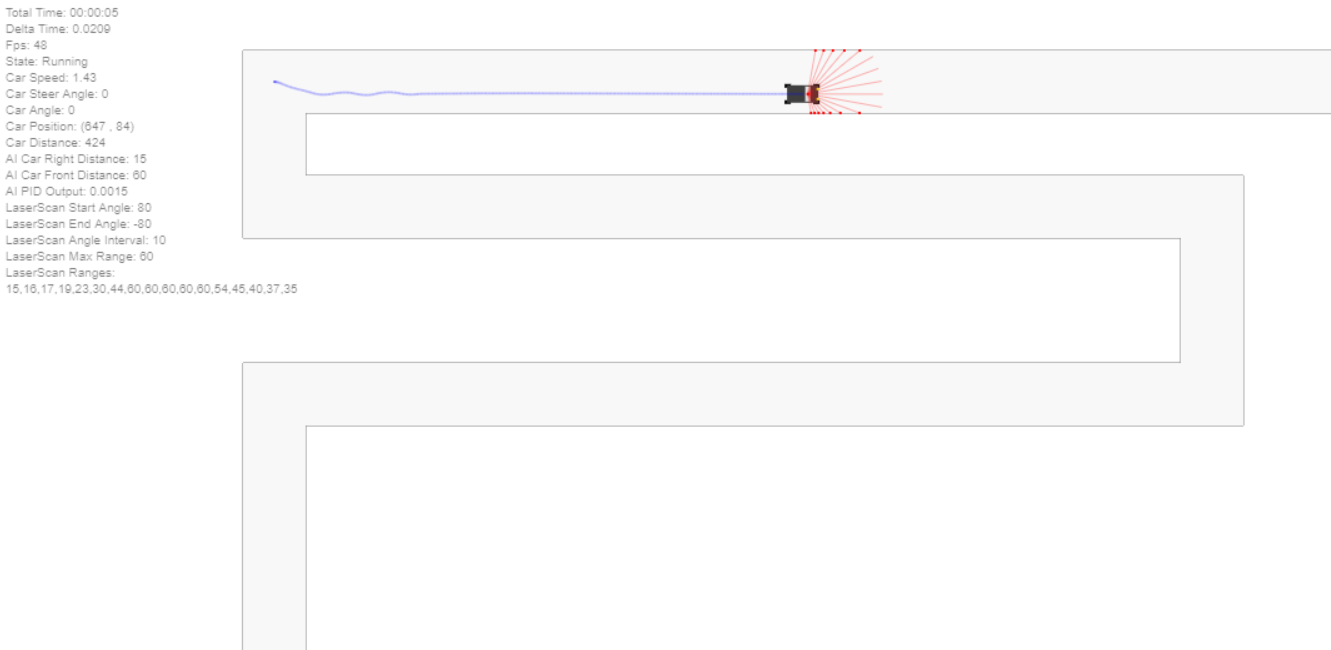 Total Time: 00:00:05
Delta Time: 0.0209
Fps: 48
State: Running
Car Speed: 1.43
Car Steer Angle: 0
Car Angle: 0
Car Position: (647 , 84)
Car Distance: 424
AI Car Right Distance: 15
AI Car Front Distance: 60
AI PID Output: 0.0015
LaserScan Start Angle: 80
LaserScan End Angle: -80
LaserScan Angle Interval: 10
LaserScan Max Range: 60
LaserScan Ranges:
15,16,17,19,23,30,44,60,60,60,60,60,54,45,40,37,35